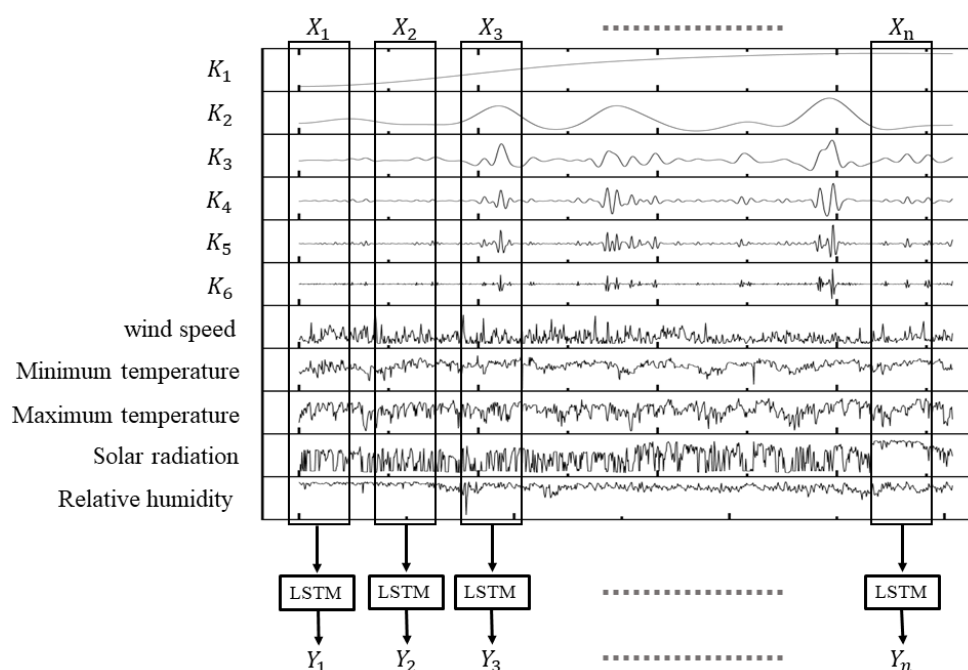 X₁ X₂ X₃ Xₙ
K₁
K₂
K₃
K₄
K₅
K₆
wind speed
Minimum temperature
Maximum temperature
Solar radiation
Relative humidity
LSTM LSTM LSTM LSTM
Y₁ Y₂ Y₃ Yₙ